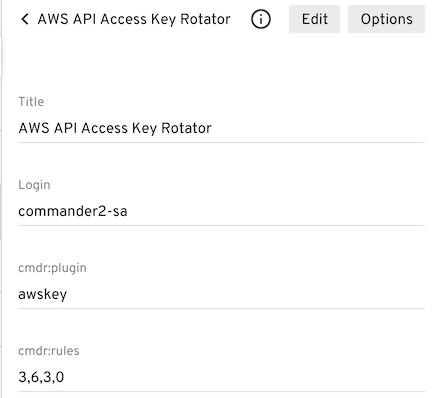 AWS API Access Key Rotator
Edit
Options
Title
AWS API Access Key Rotator
Login
commander2-sa
cmdr:plugin
awskey
cmdr:rules
3,6,3,0